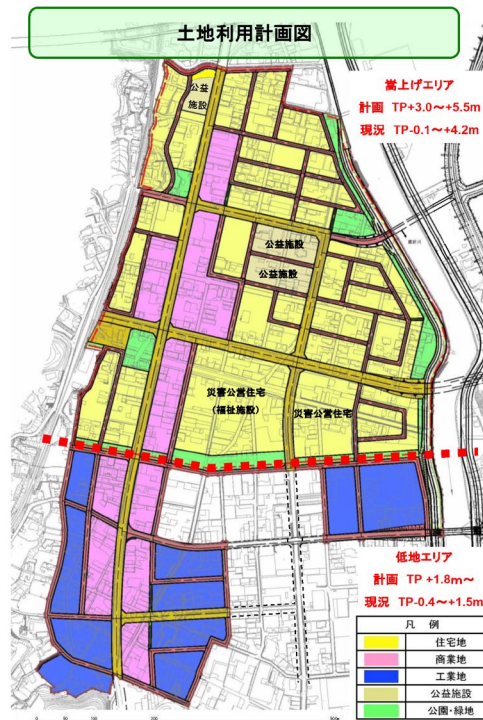 土地利用計画図
嵩上げエリア
計画 TP+3.0～+5.5m
現況 TP-0.1～+4.2m
公益
施設
公益施設
公益施設
災害公営住宅
(福祉施設)
災害公営住宅
低地エリア
計画 TP +1.8m～
現況 TP-0.4～+1.5m
凡 例
住宅地
商業地
工業地
公益施設
公園・緑地